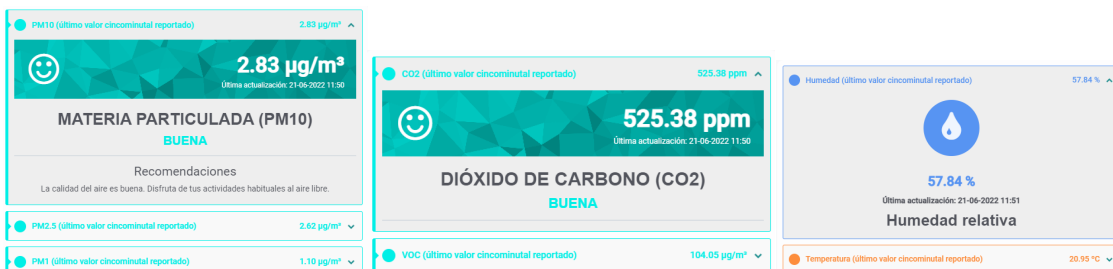 PM10 (último valor cincominutal reportado) 2.83 µg/m³
2.83 µg/m³
Última actualización: 21-06-2022 11:50
MATERIA PARTICULADA (PM10)
BUENA
Recomendaciones
La calidad del aire es buena. Disfruta de tus actividades habituales al aire libre.
PM2,5 (último valor cincominutal reportado) 2.62 µg/m³
PM1 (último valor cincominutal reportado) 1.10 µg/m³
CO2 (último valor cincominutal reportado) 525.38 ppm
525.38 ppm
Última actualización: 21-06-2022 11:50
DIÓXIDO DE CARBONO (CO2)
BUENA
VOC (último valor cincominutal reportado) 104.05 µg/m³
Humedad (último valor cincominutal reportado) 57.84 %
57.84 %
Última actualización: 21-06-2022 11:51
Humedad relativa
Temperatura (último valor cincominutal reportado) 20.95 ºC